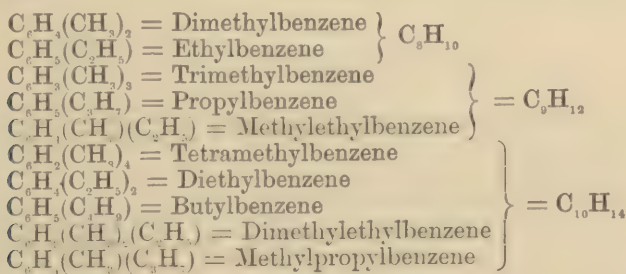 C₆H₄(CH₃)₂ = Dimethylbenzene } C₈H₁₀
C₆H₅(C₂H₅) = Ethylbenzene
C₆H₃(CH₃)₃ = Trimethylbenzene
C₆H₅(C₃H₇) = Propylbenzene } = C₉H₁₂
C₆H₄(CH₃)(C₂H₅) = Methylethylbenzene
C₆H₂(CH₃)₄ = Tetramethylbenzene
C₆H₄(C₂H₅)₂ = Diethylbenzene
C₆H₅(C₄H₉) = Butylbenzene } = C₁₀H₁₄
C₆H₃(CH₃)₂(C₂H₅) = Dimethylethylbenzene
C₆H₄(CH₃)(C₃H₇) = Methylpropylbenzene